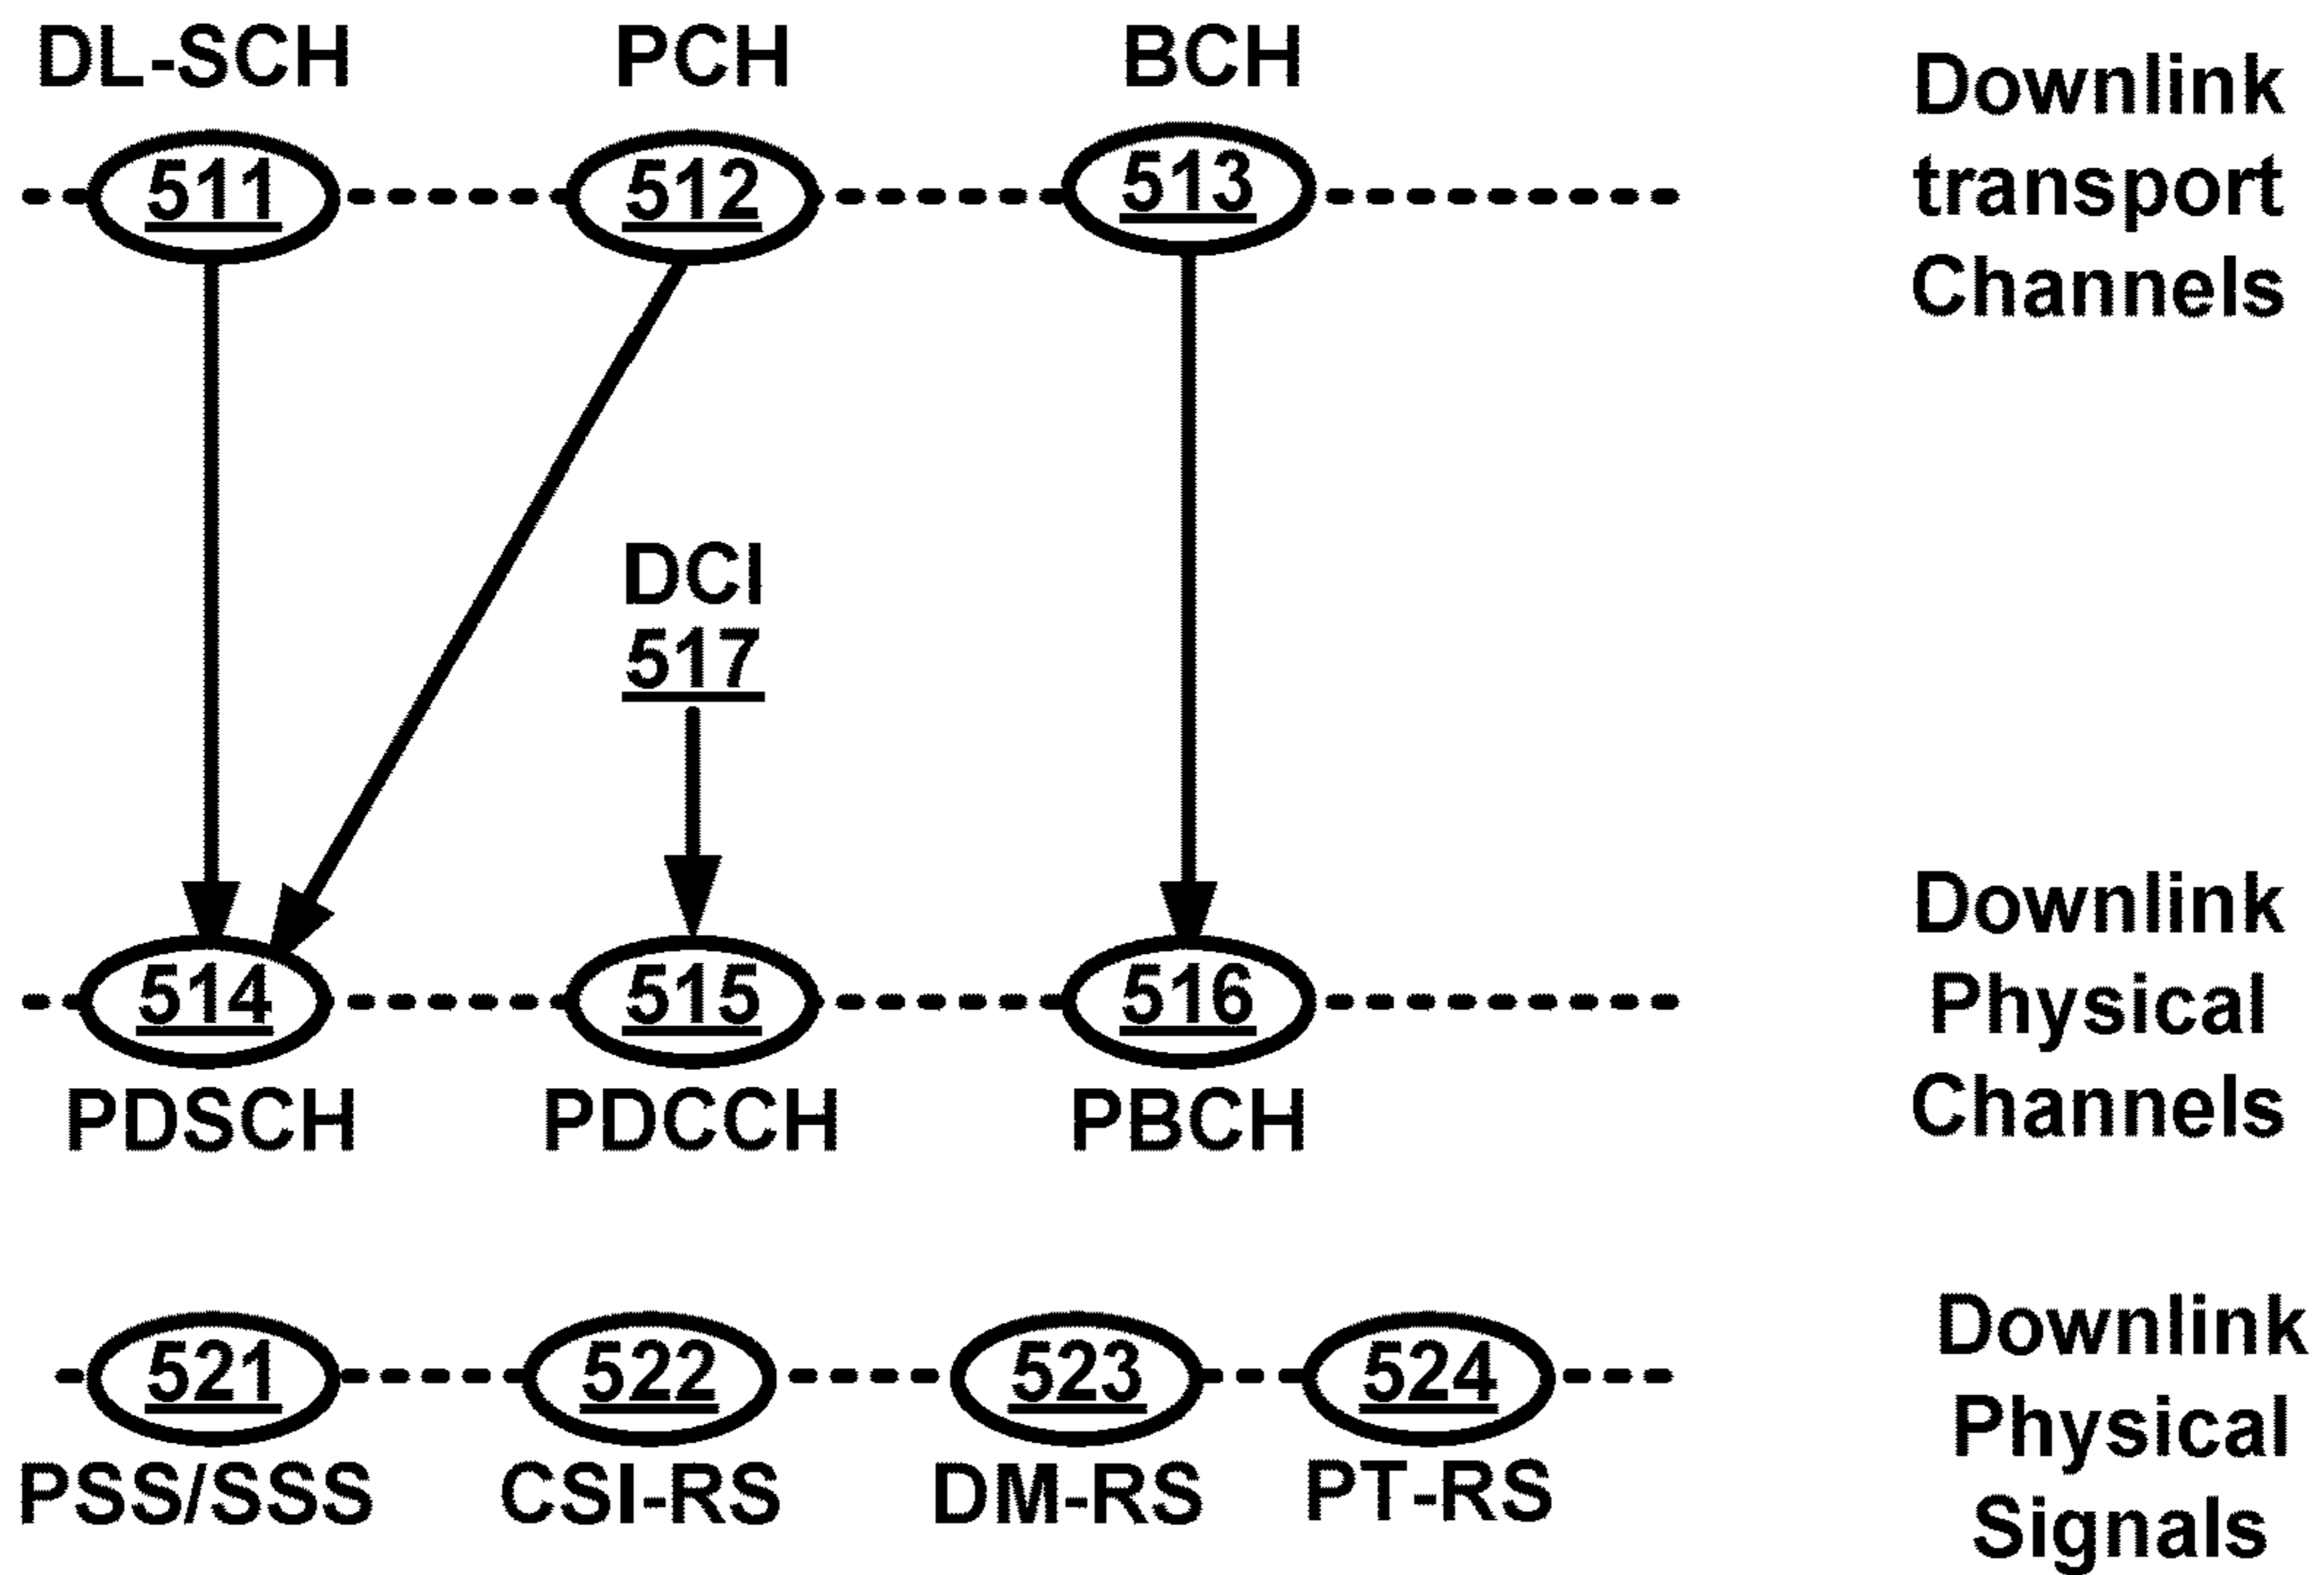 DL-SCH PCH BCH
511 512 513
Downlink
transport
Channels
DCI
517
514 515 516
PDSCH PDCCH PBCH
Downlink
Physical
Channels
521 522 523 524
PSS/SSS CSI-RS DM-RS PT-RS
Downlink
Physical
Signals